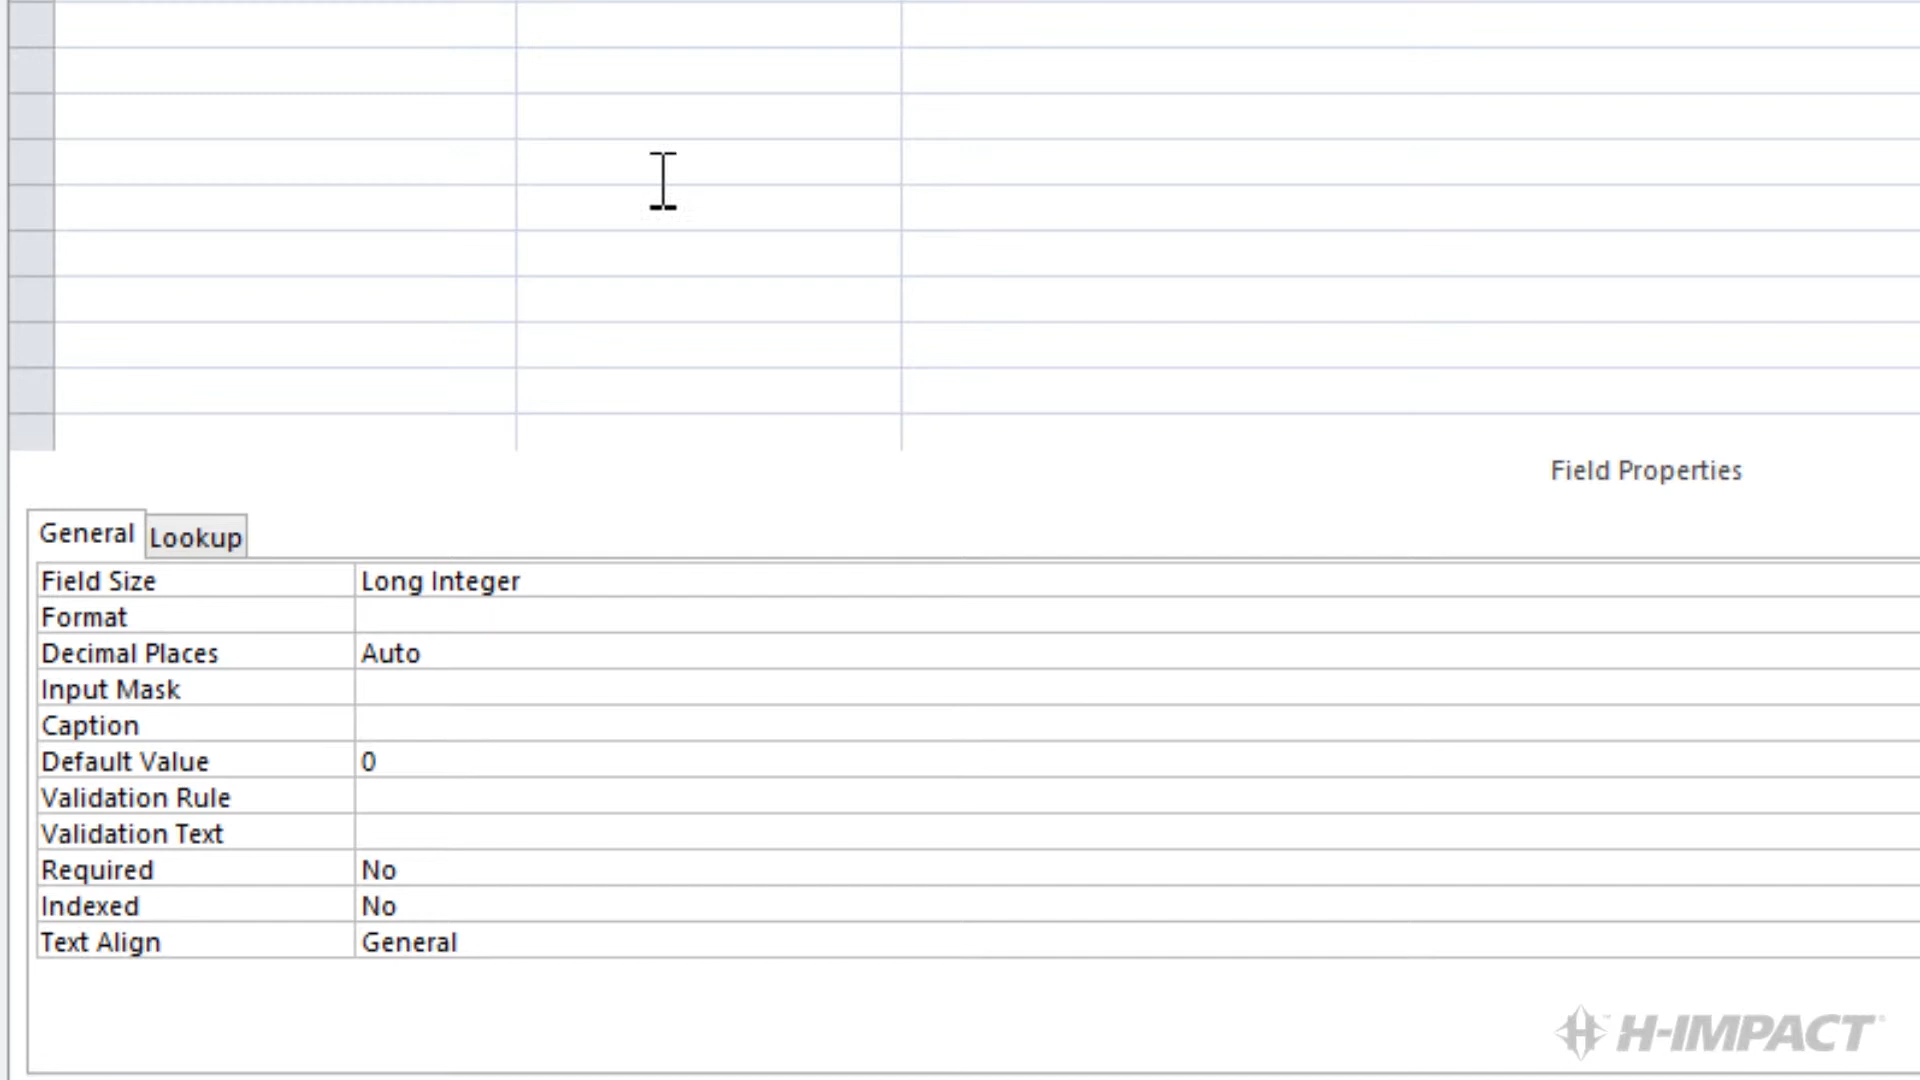 Field Properties
General
Lookup
Field Size Long Integer
Format
Decimal Places Auto
Input Mask
Caption
Default Value 0
Validation Rule
Validation Text
Required No
Indexed No
Text Align General
H-IMPACT